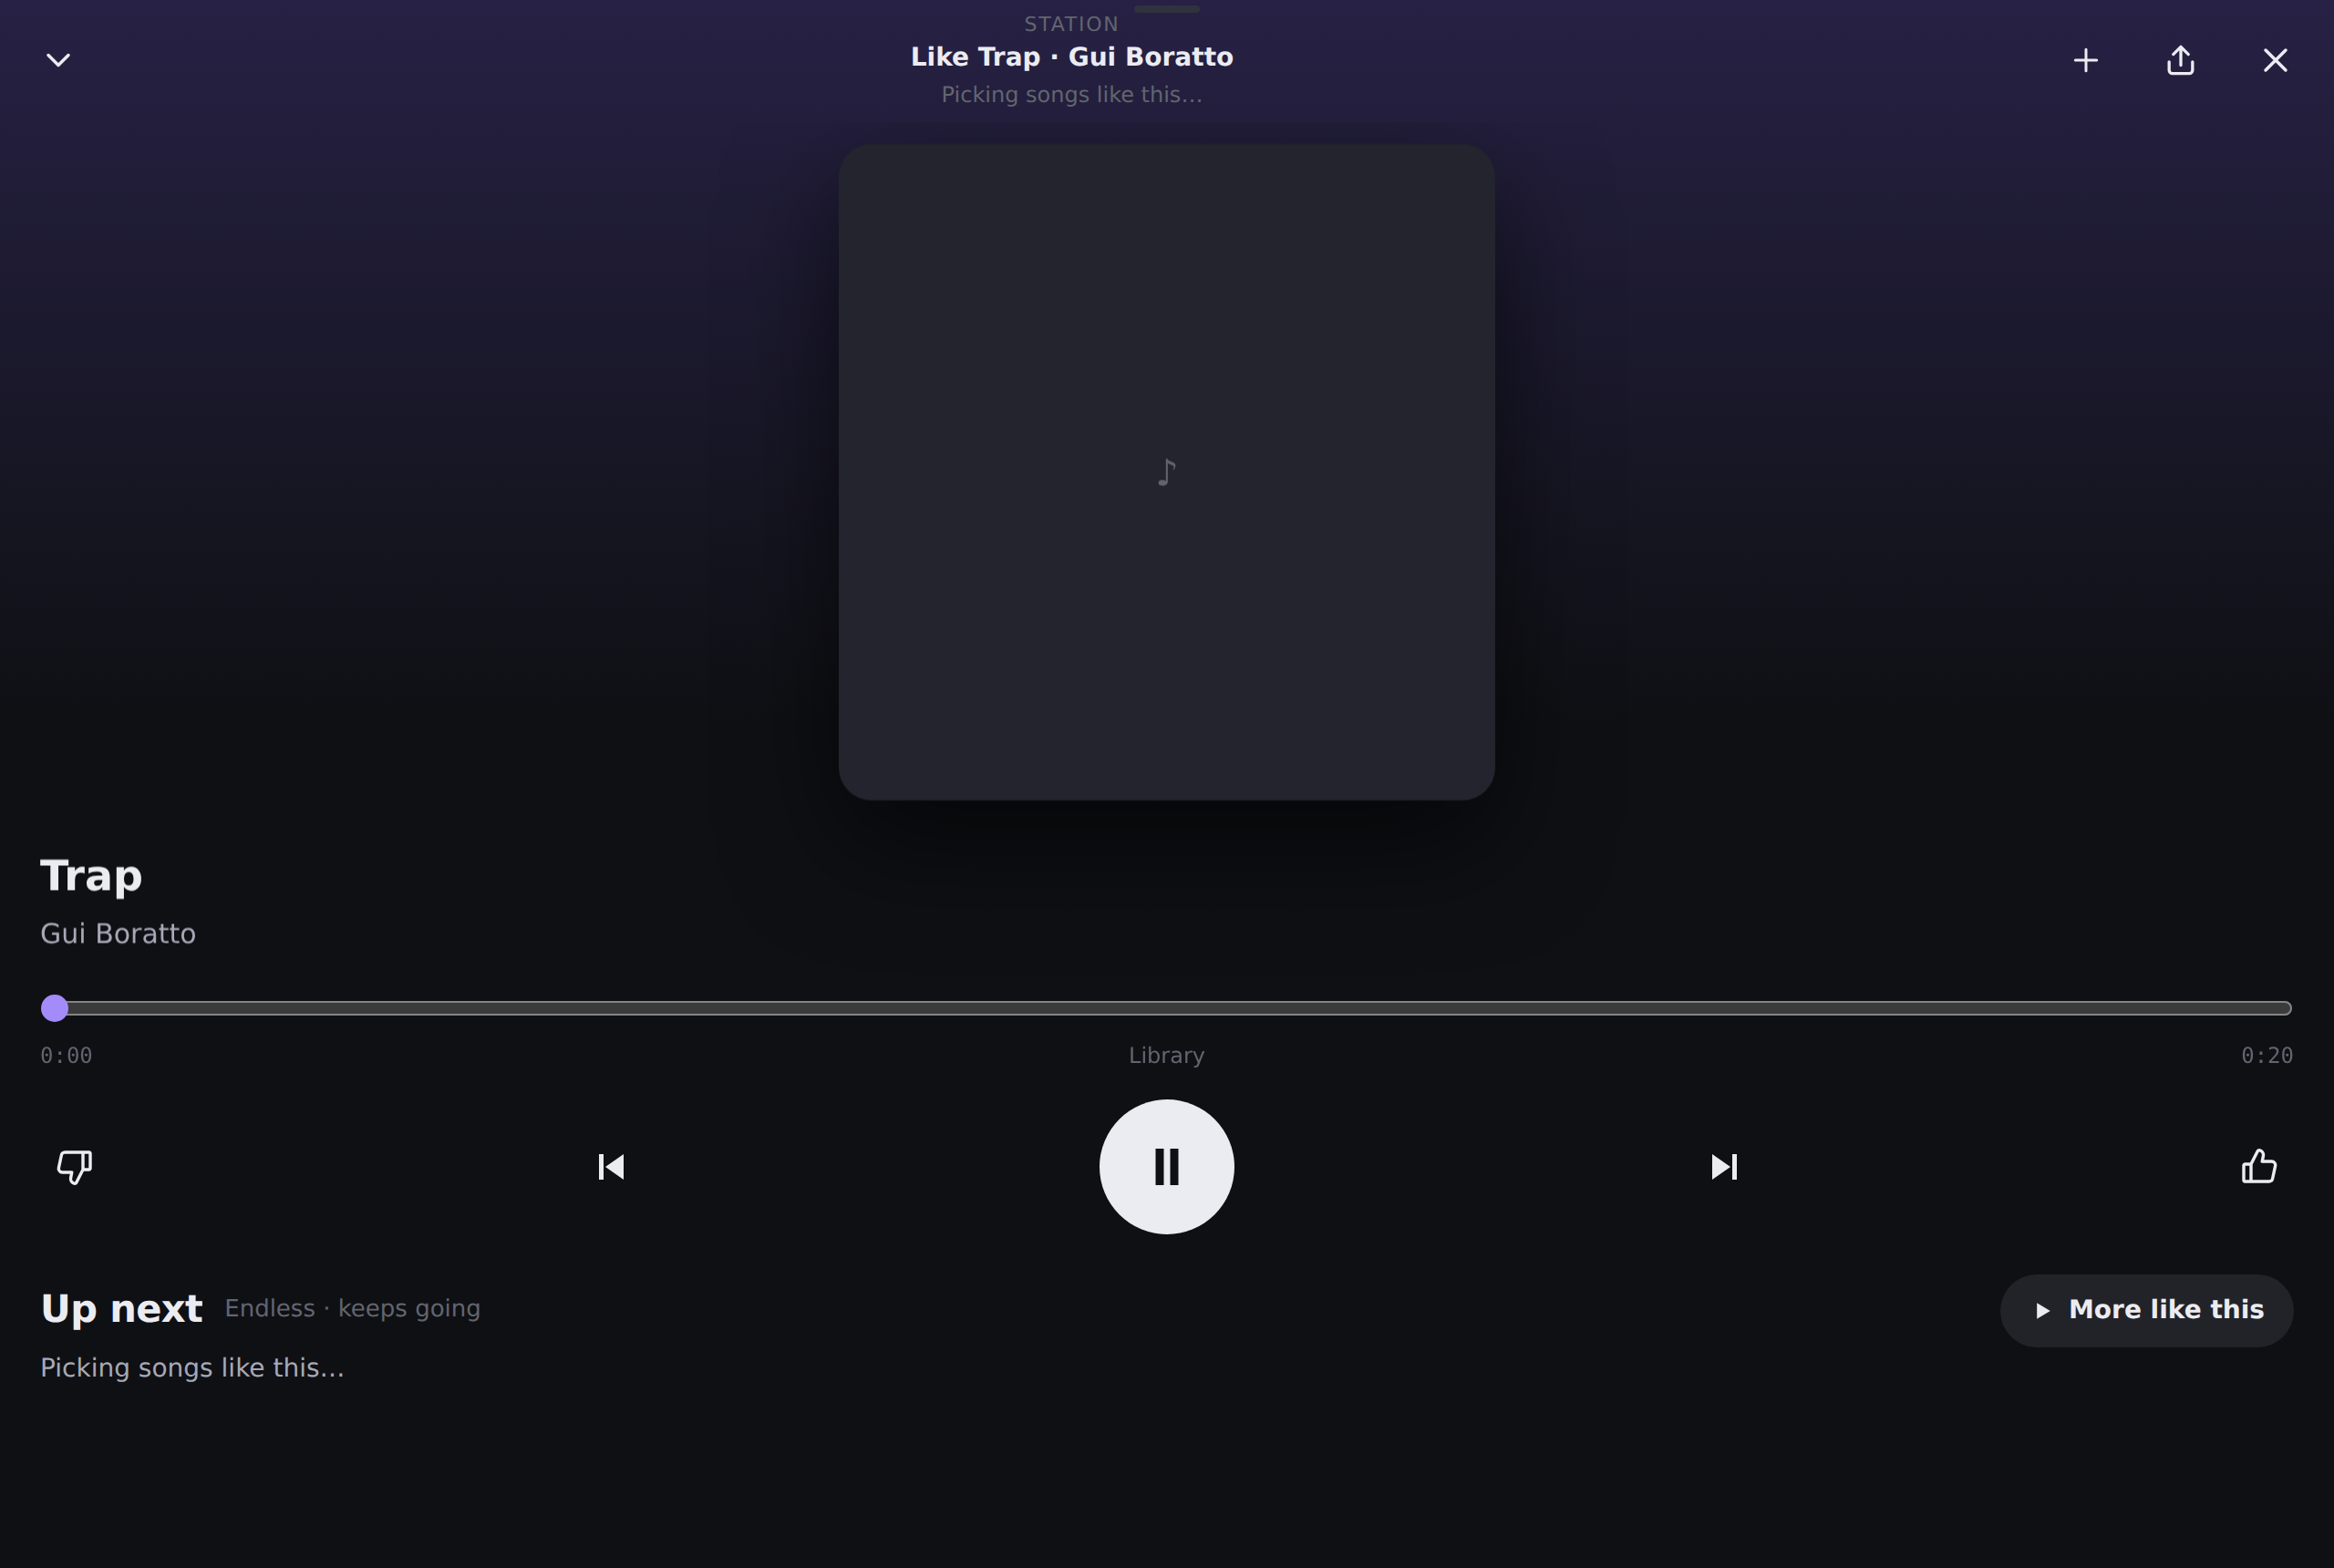 STATION
Like Trap · Gui Boratto
Picking songs like this…
Trap
Gui Boratto
0:00
Library
0:20
Up next
Endless · keeps going
More like this
Picking songs like this…